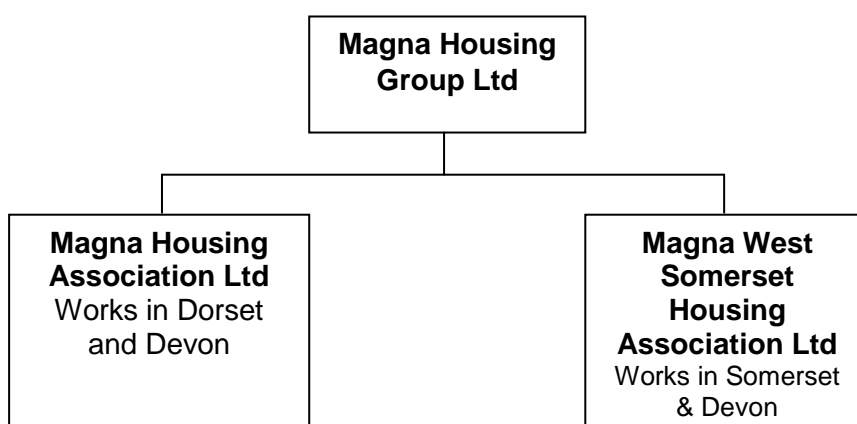 Magna Housing
Group Ltd
Magna Housing
Association Ltd
Works in Dorset
and Devon
Magna West
Somerset
Housing
Association Ltd
Works in Somerset
& Devon